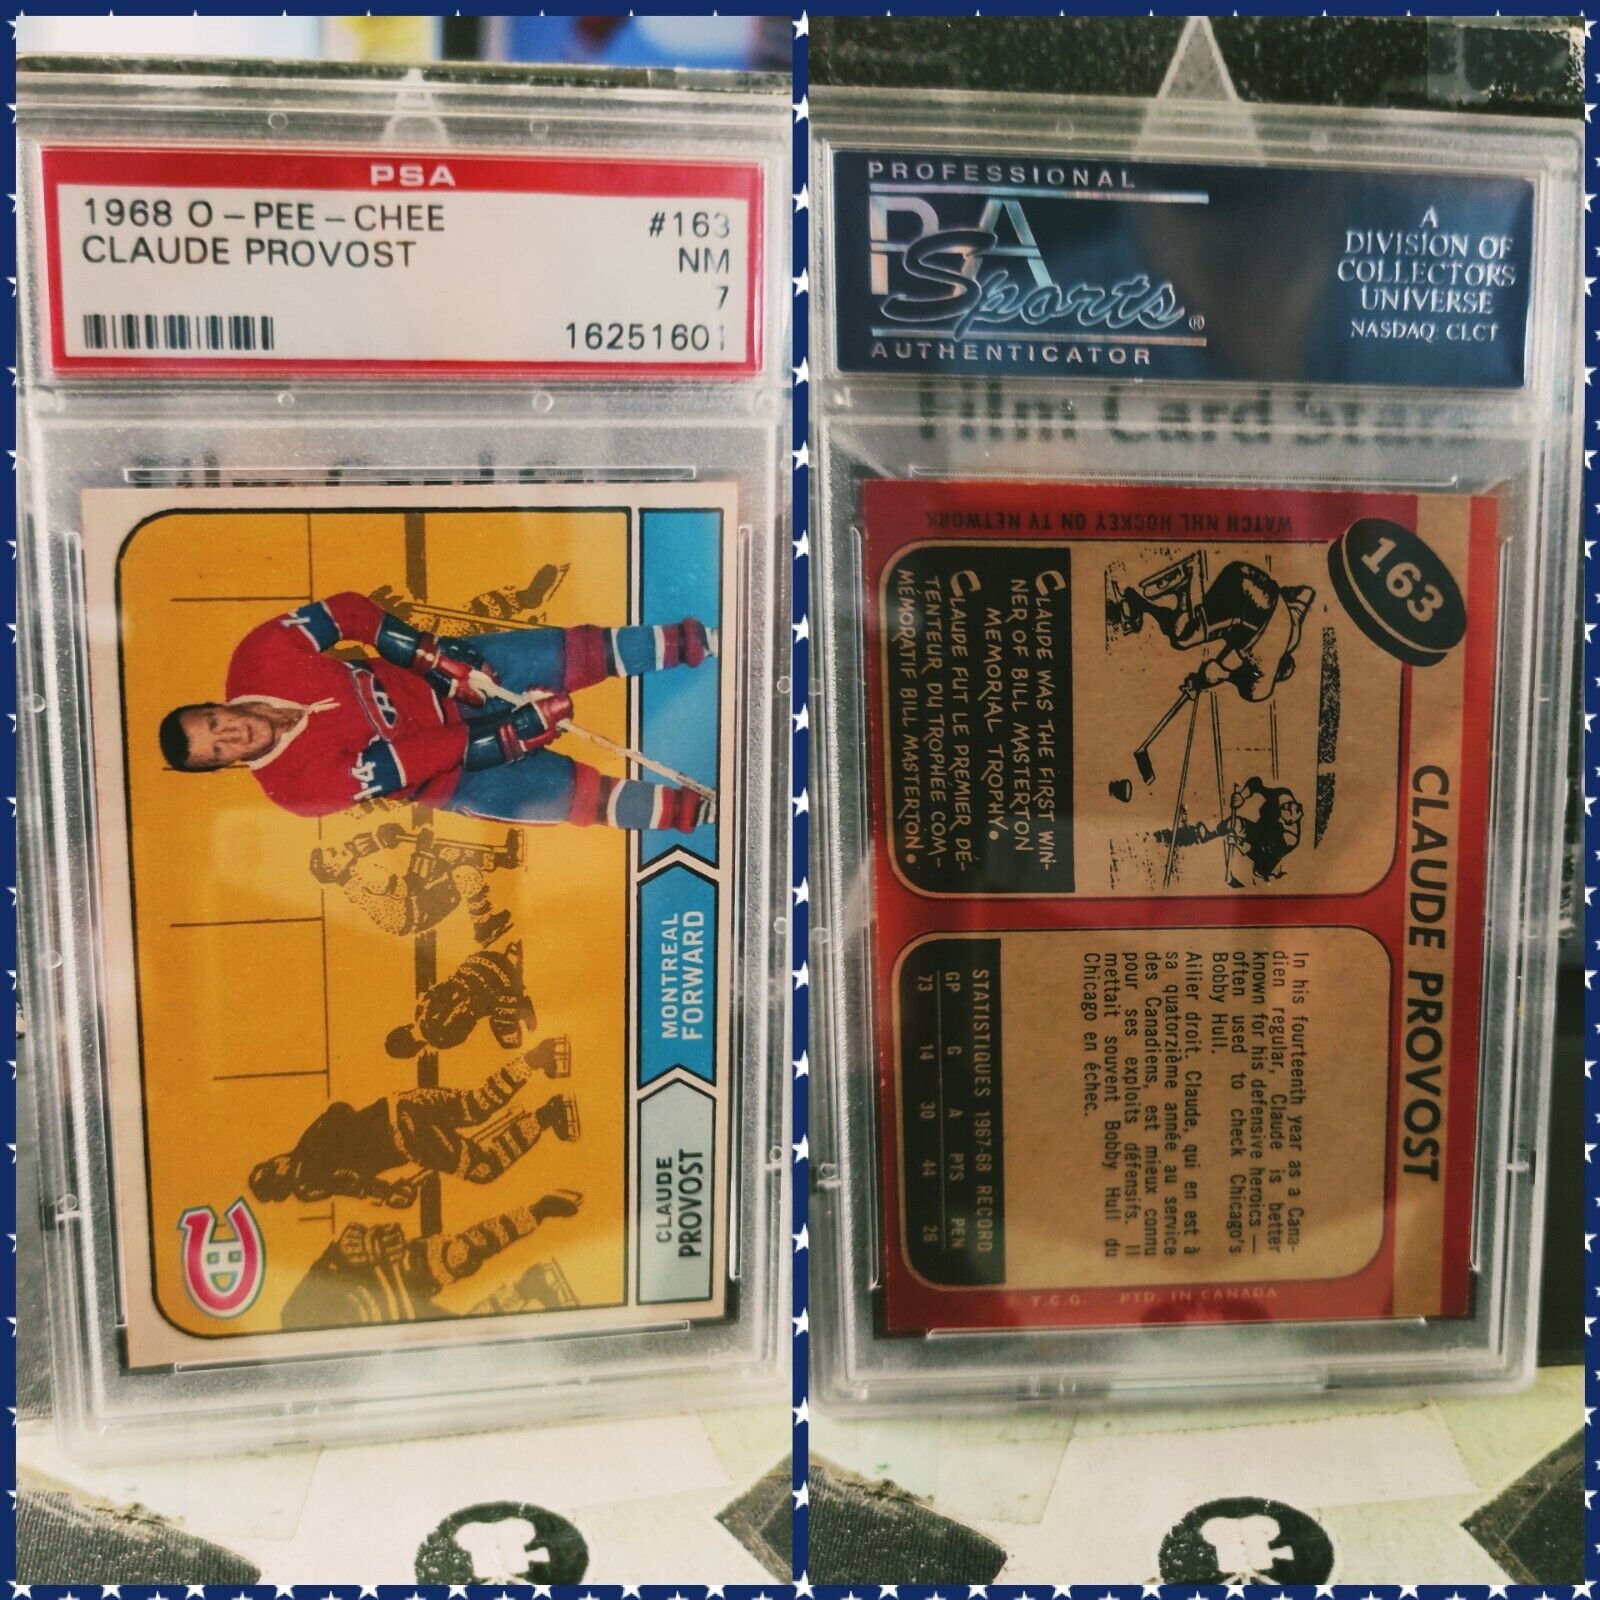 PSA
1968 O-PEE-CHEE #163
CLAUDE PROVOST NM
7
16251601
14
MONTREAL
FORWARD
CLAUDE
PROVOST
PROFESSIONAL
PSA
Sports®
AUTHENTICATOR
A
DIVISION OF
COLLECTORS
UNIVERSE
NASDAQ CLCT
Film Card Star
163
CLAUDE PROVOST
WATCH NHL HOCKEY ON TV NETWORK
CLAUDE WAS THE FIRST WIN-
NER OF BILL MASTERTON
MEMORIAL TROPHY.
CLAUDE FUT LE PREMIER DÉ-
TENTEUR DU TROPHÉE COM-
MÉMORATIF BILL MASTERTON.
In his fourteenth year as a Cana-
dien regular, Claude is better
known for his defensive heroics —
often used to check Chicago's
Bobby Hull.
Ailier droit. Claude, qui en est à
sa quatorzième année au service
des Canadiens, est mieux connu
pour ses exploits défensifs. Il
mettait souvent Bobby Hull du
Chicago en échec.
STATISTIQUES 1967-68 RECORD
GP G A PTS PEN
73 14 30 44 26
T.C.G. PTD. IN CANADA